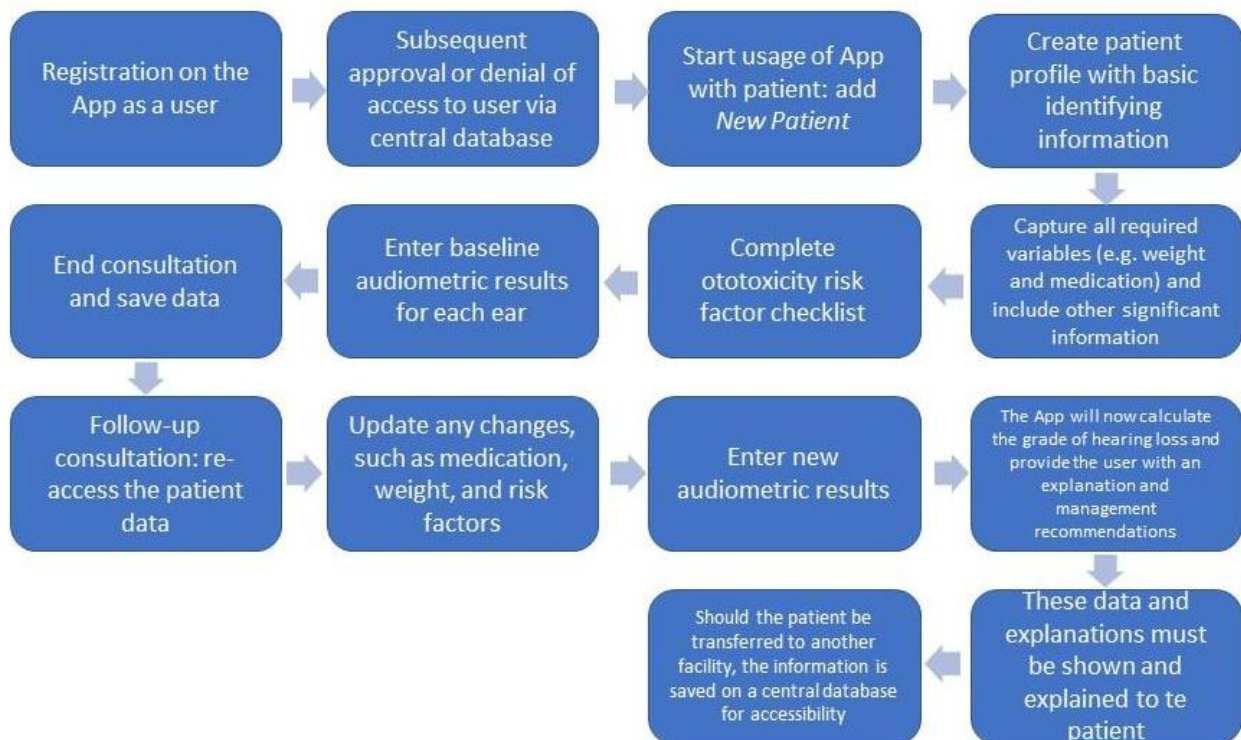 Registration on the
App as a user
Subsequent
approval or denial of
access to user via
central database
Start usage of App
with patient: add
New Patient
Create patient
profile with basic
identifying
information
Capture all required
variables (e.g. weight
and medication) and
include other significant
information
Complete
ototoxicity risk
factor checklist
Enter baseline
audiometric results
for each ear
End consultation
and save data
Follow-up
consultation: re-
access the patient
data
Update any changes,
such as medication,
weight, and risk
factors
Enter new
audiometric results
The App will now calculate
the grade of hearing loss and
provide the user with an
explanation and
management
recommendations
These data and
explanations must
be shown and
explained to te
patient
Should the patient be
transferred to another
facility, the information is
saved on a central database
for accessibility